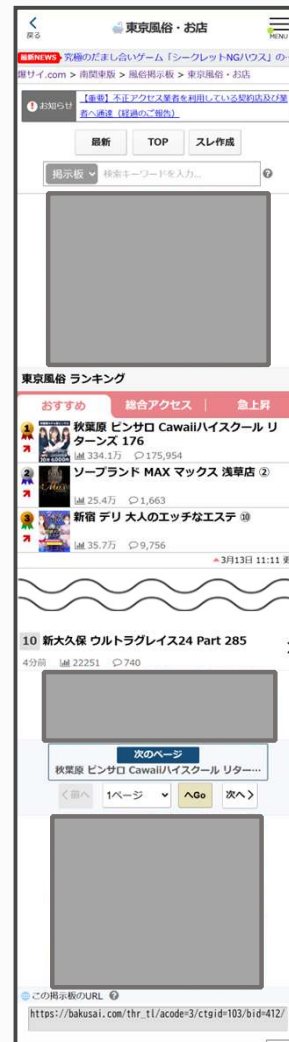 戻る
東京風俗・お店
MENU
最新NEWS 究極のだまし合いゲーム「シークレットNGハウス」の
爆サイ.com > 南関東版 > 風俗掲示板 > 東京風俗・お店
お知らせ
【重要】不正アクセス業者を利用している契約店及び業
者へ通達（経過のご報告）
最新 TOP スレ作成
掲示板 検索キーワードを入力...
東京風俗 ランキング
おすすめ 総合アクセス 急上昇
秋葉原 ピンサロ Cawaiiハイスクール リ
ターンズ 176
334.1万 175,954
ソープランド MAX マックス 浅草店 ②
25.4万 1,663
新宿 デリ 大人のエッチなエステ ⑩
35.7万 9,756
3月13日 11:11 更
10 新大久保 ウルトラグレイス24 Part 285
4分前 22251 740
次のページ
秋葉原 ピンサロ Cawaiiハイスクール リター…
<前へ 1ページ へGo 次へ>
この掲示板のURL
https://bakusai.com/thr_tl/acode=3/ctgid=103/bid=412/